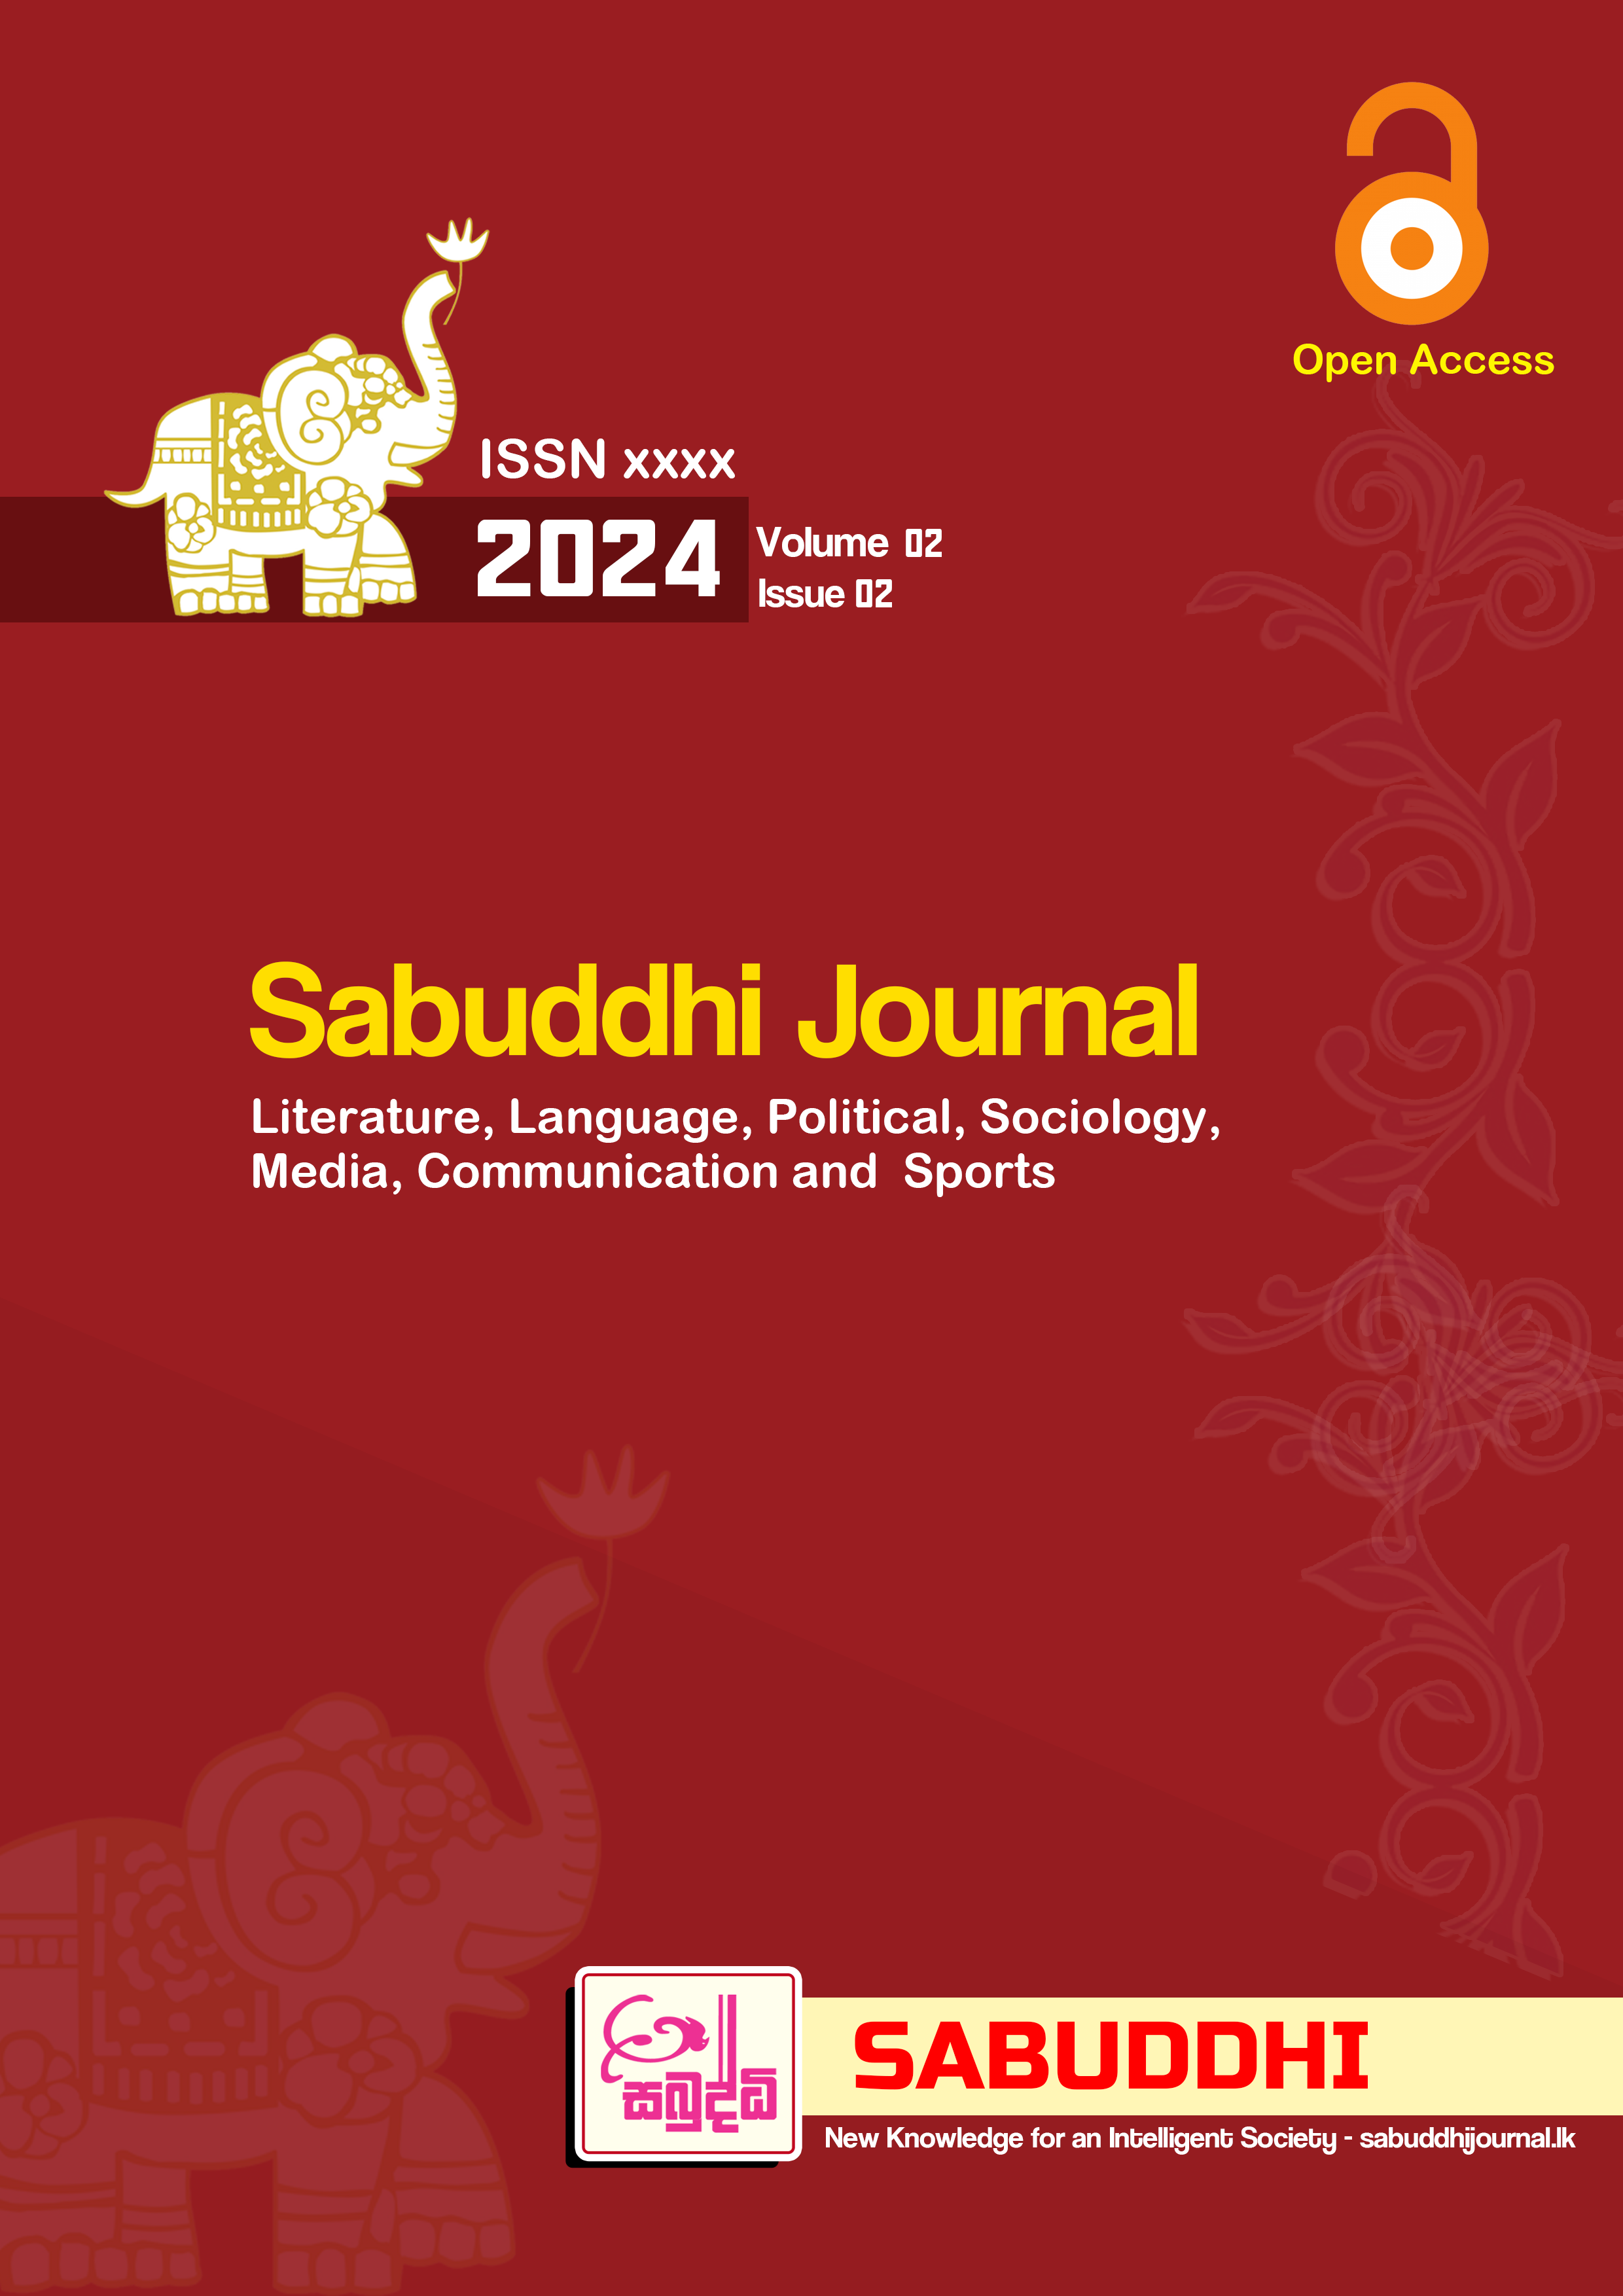 Open Access
ISSN xxxx
2024
Volume 02
Issue 02
Sabuddhi Journal
Literature, Language, Political, Sociology,
Media, Communication and Sports
සබුද්ධි
SABUDDHI
New Knowledge for an Intelligent Society - sabuddhijournal.lk